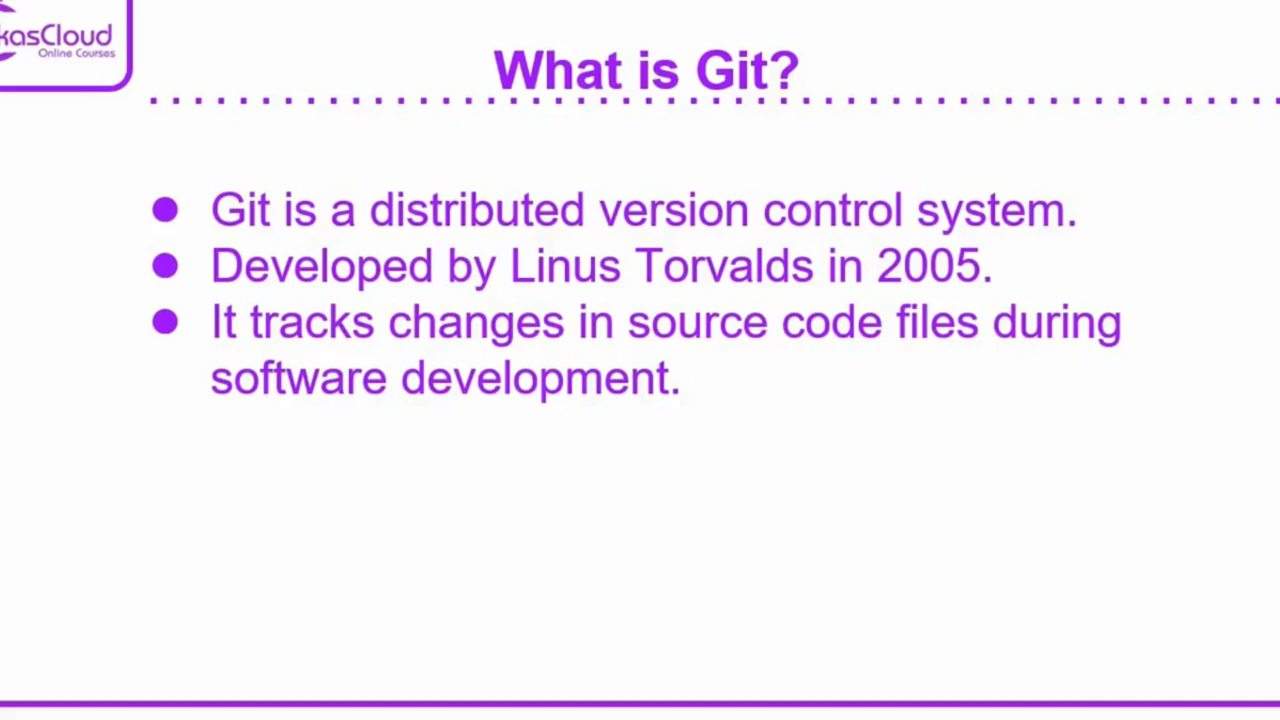 kasCloud
Online Courses
What is Git?
Git is a distributed version control system.
Developed by Linus Torvalds in 2005.
It tracks changes in source code files during
software development.